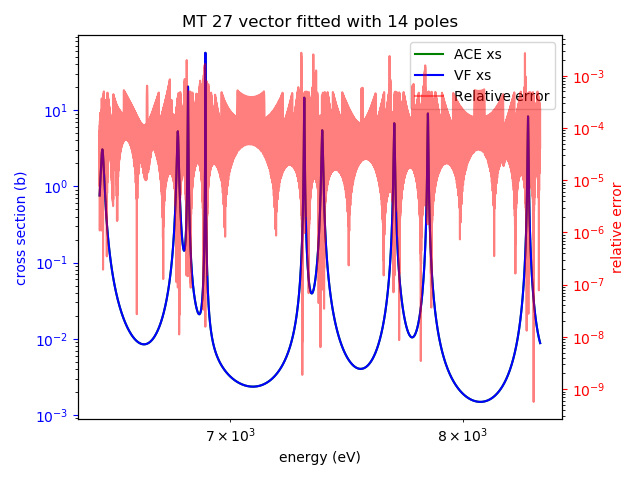 MT 27 vector fitted with 14 poles
ACE xs
VF xs
Relative error
cross section (b)
10¹
10⁰
10⁻¹
10⁻²
10⁻³
relative error
10⁻³
10⁻⁴
10⁻⁵
10⁻⁶
10⁻⁷
10⁻⁸
10⁻⁹
7 × 10³
8 × 10³
energy (eV)